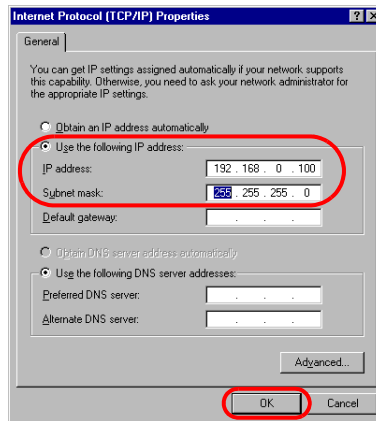 Internet Protocol (TCP/IP) Properties
General
You can get IP settings assigned automatically if your network supports
this capability. Otherwise, you need to ask your network administrator for
the appropriate IP settings.
Obtain an IP address automatically
Use the following IP address:
IP address: 192 . 168 . 0 . 100
Subnet mask: 255 . 255 . 255 . 0
Default gateway: . . .
Obtain DNS server address automatically
Use the following DNS server addresses:
Preferred DNS server: . . .
Alternate DNS server: . . .
Advanced...
OK Cancel